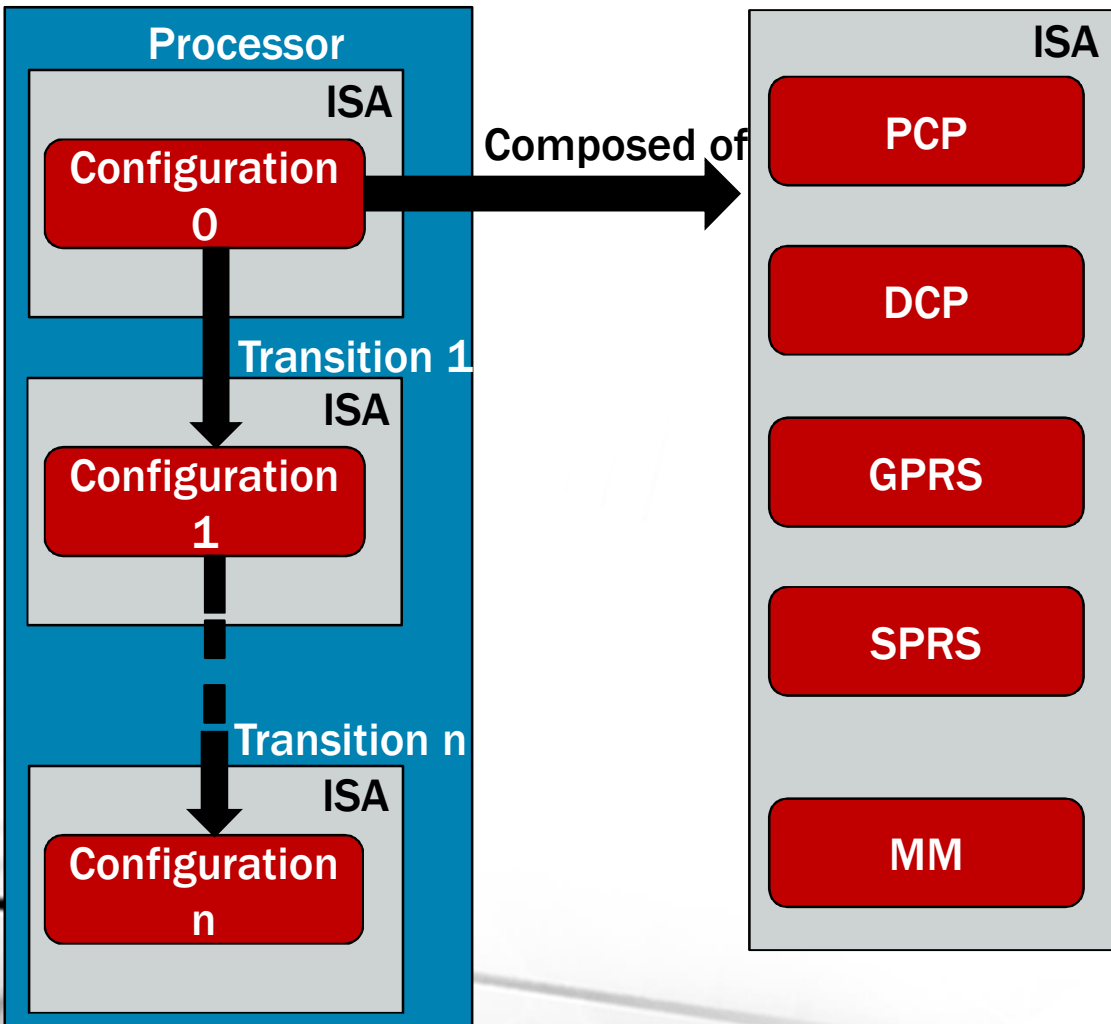 Processor
ISA
Configuration
0
Transition 1
ISA
Configuration
1
Transition n
ISA
Configuration
n
Composed of
ISA
PCP
DCP
GPRS
SPRS
MM